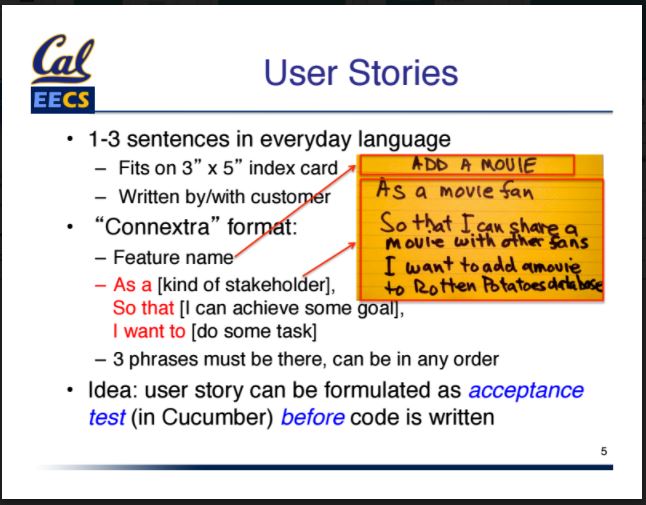 Cal
EECS
User Stories
• 1-3 sentences in everyday language
– Fits on 3” x 5” index card
– Written by/with customer
• “Connextra” format:
– Feature name
– As a [kind of stakeholder],
So that [I can achieve some goal],
I want to [do some task]
– 3 phrases must be there, can be in any order
• Idea: user story can be formulated as acceptance
test (in Cucumber) before code is written
ADD A MOVIE
As a movie fan
So that I can share a
movie with other fans
I want to add a movie
to Rotten Potatoes database
5